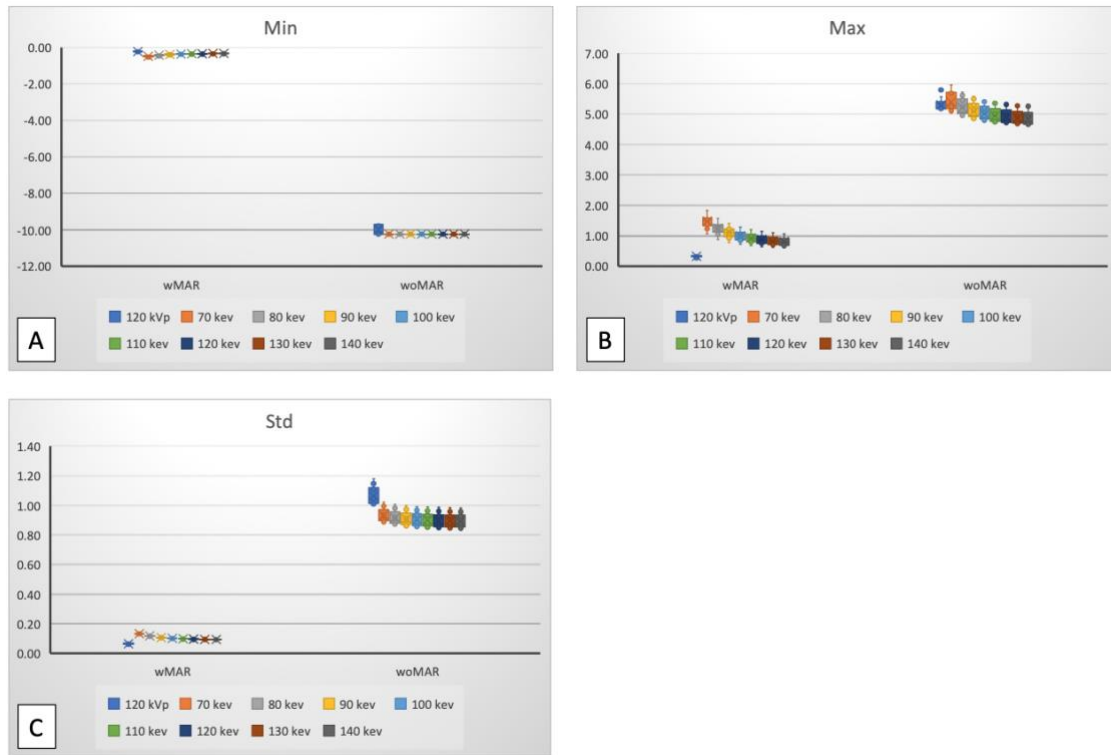 Min
0.00
-2.00
-4.00
-6.00
-8.00
-10.00
-12.00
wMAR woMAR
120 kVp 70 kev 80 kev 90 kev 100 kev
110 kev 120 kev 130 kev 140 kev
A
Max
7.00
6.00
5.00
4.00
3.00
2.00
1.00
0.00
wMAR woMAR
120 kVp 70 kev 80 kev 90 kev 100 kev
110 kev 120 kev 130 kev 140 kev
B
Std
1.40
1.20
1.00
0.80
0.60
0.40
0.20
0.00
wMAR woMAR
120 kVp 70 kev 80 kev 90 kev 100 kev
110 kev 120 kev 130 kev 140 kev
C